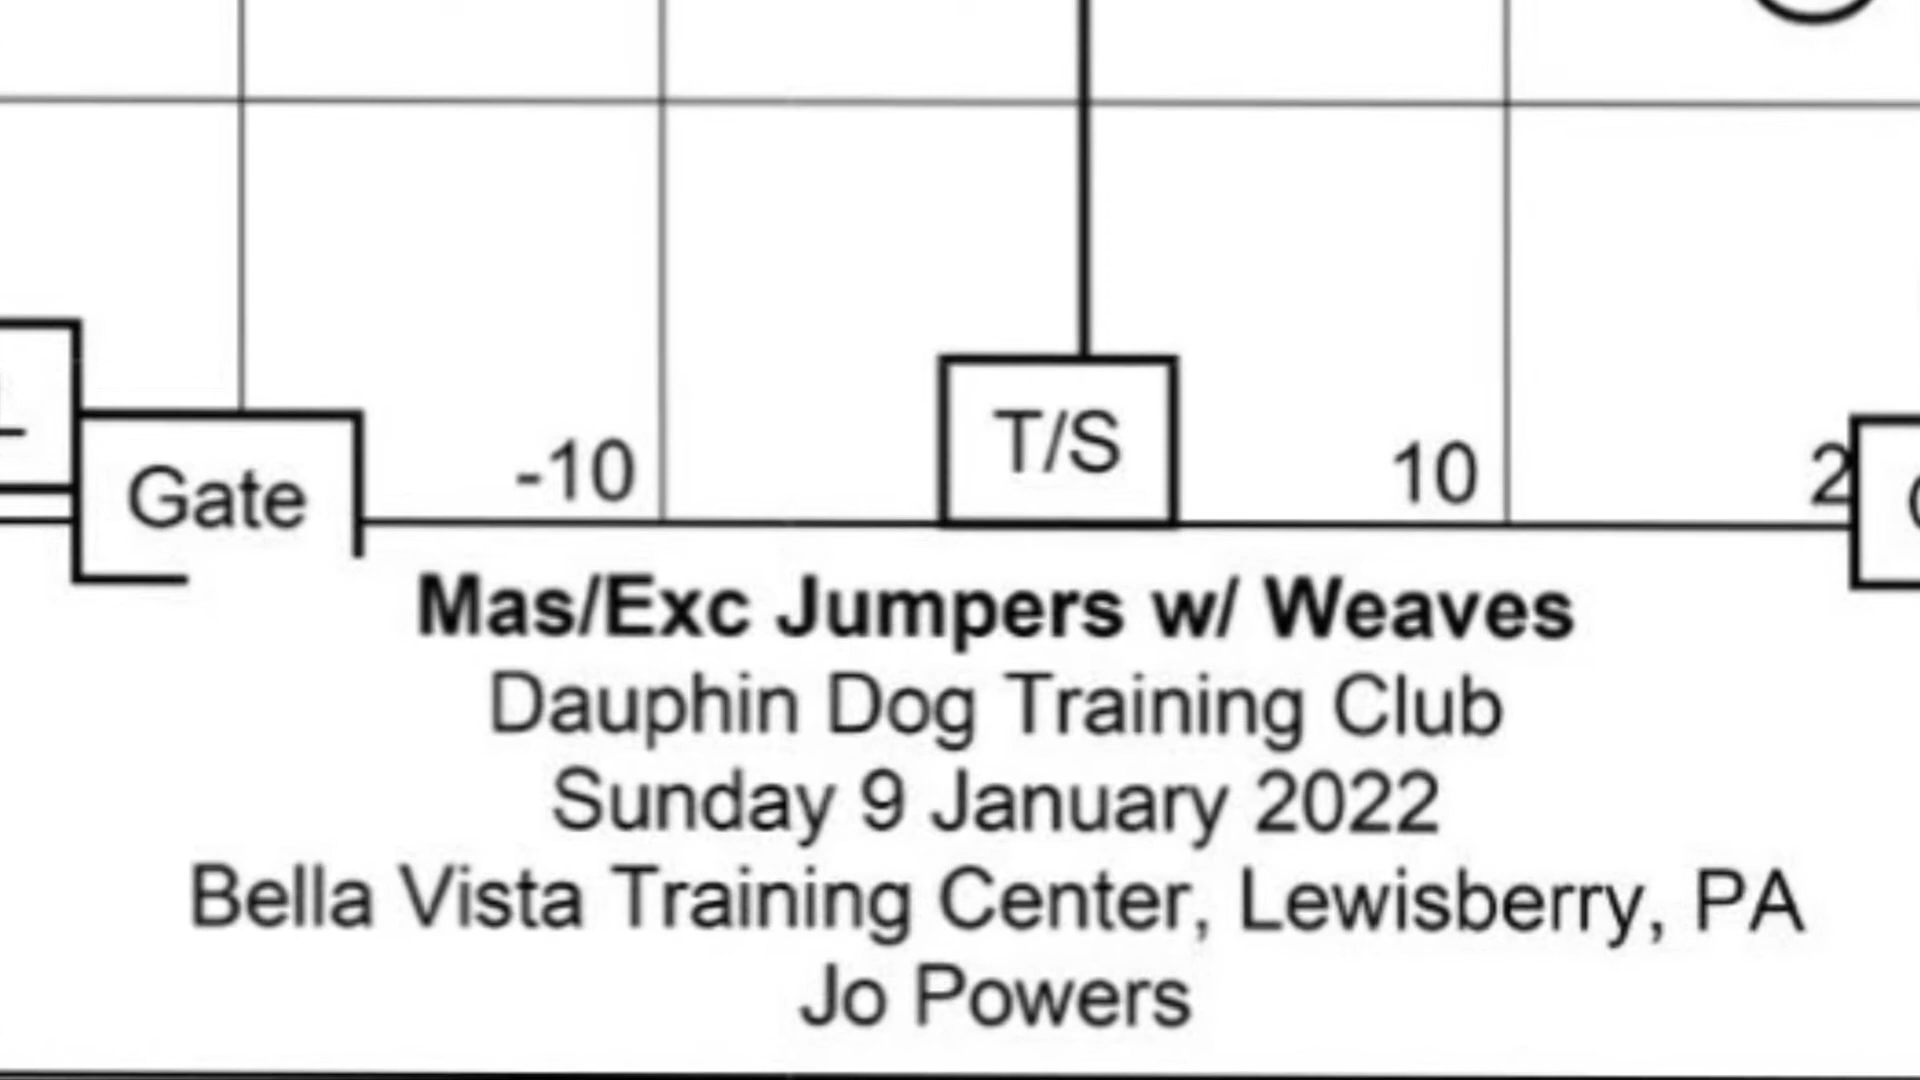 -10
T/S
10
2
Gate
Mas/Exc Jumpers w/ Weaves
Dauphin Dog Training Club
Sunday 9 January 2022
Bella Vista Training Center, Lewisberry, PA
Jo Powers